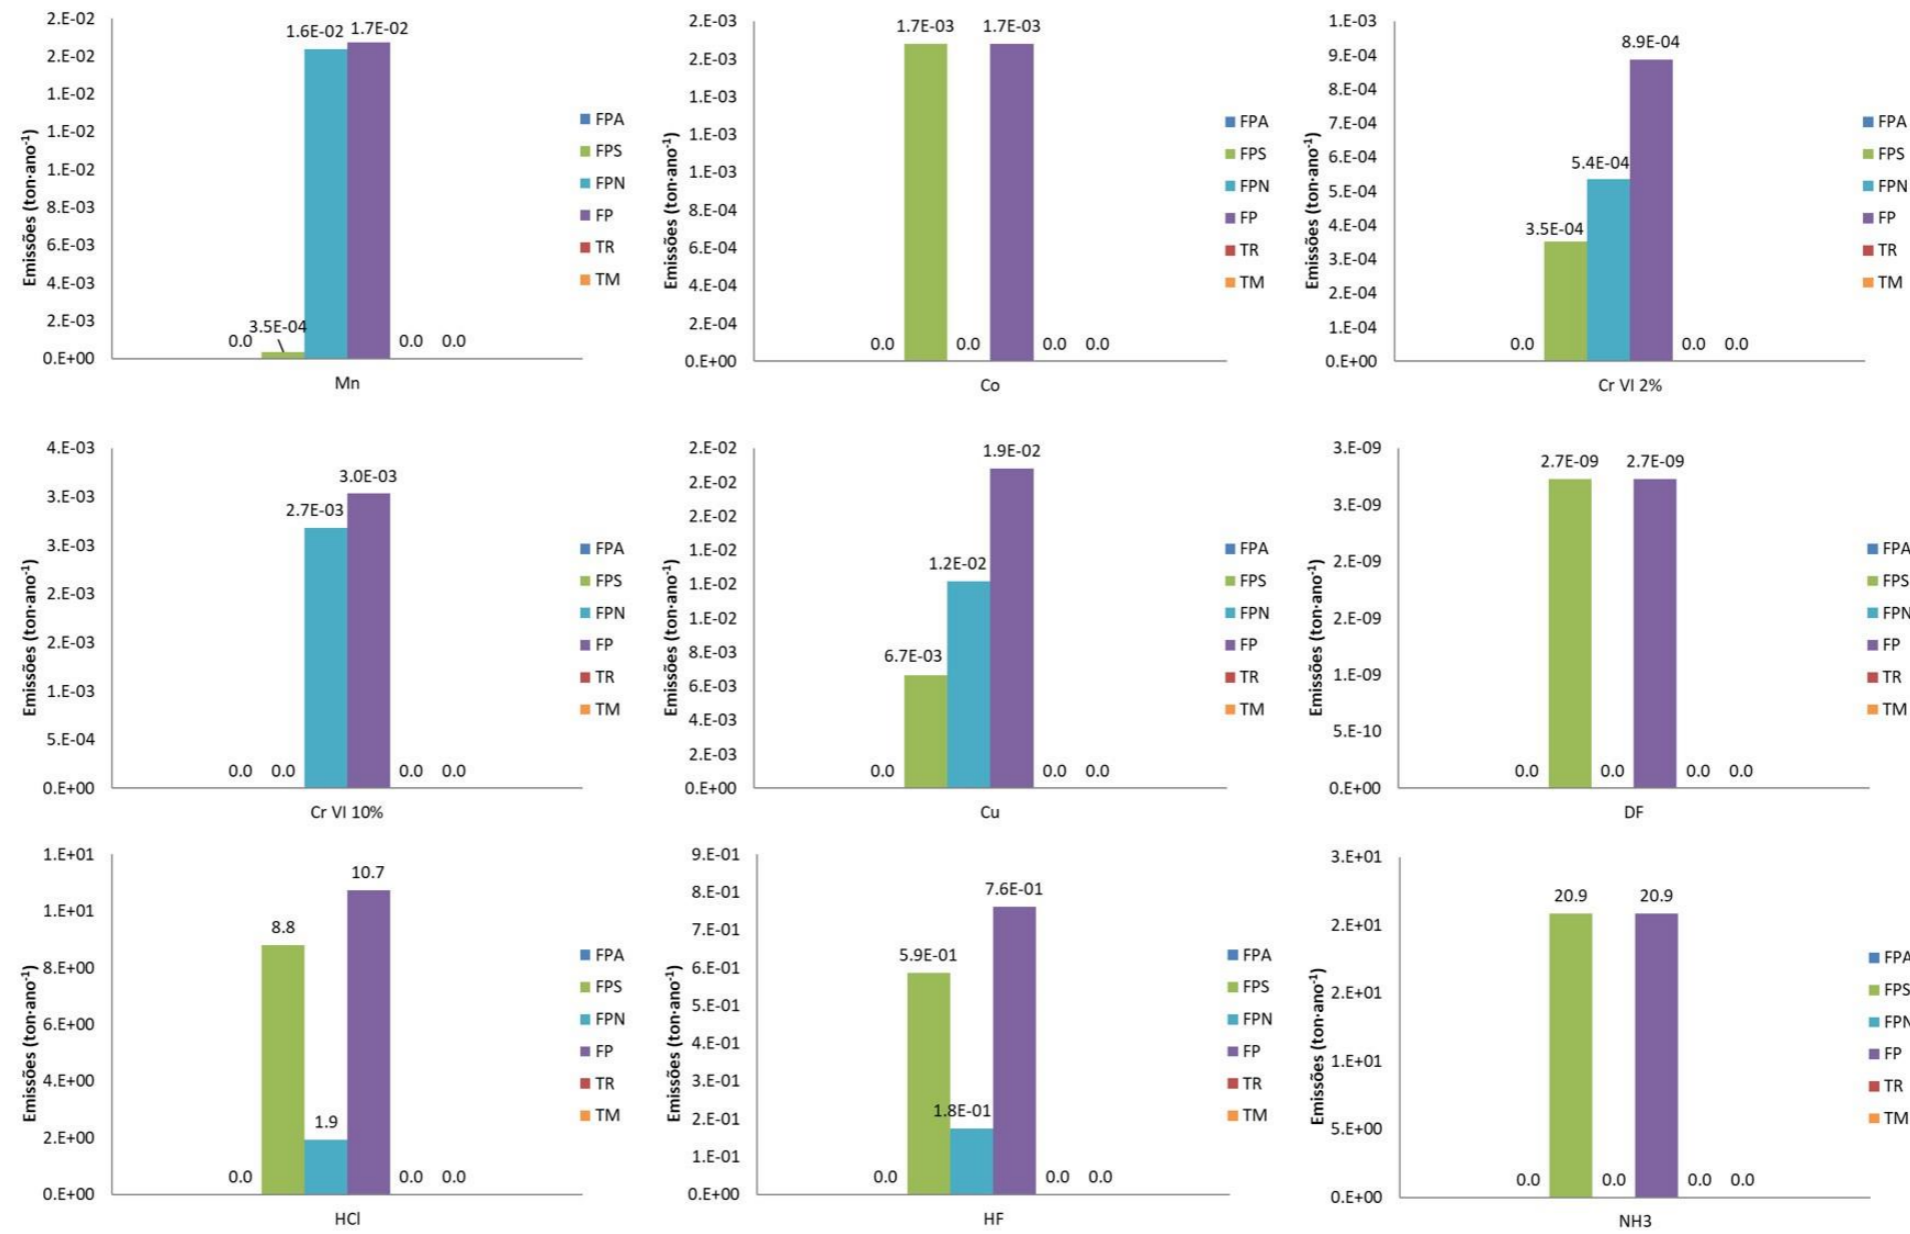 Emissões (ton·ano⁻¹)
2.E-02
2.E-02
1.E-02
1.E-02
1.E-02
8.E-03
6.E-03
4.E-03
2.E-03
0.E+00
0.0
3.5E-04
1.6E-02
1.7E-02
0.0
0.0
Mn
FPA
FPS
FPN
FP
TR
TM
Emissões (ton·ano⁻¹)
2.E-03
2.E-03
1.E-03
1.E-03
1.E-03
8.E-04
6.E-04
4.E-04
2.E-04
0.E+00
0.0
1.7E-03
0.0
1.7E-03
0.0
0.0
Co
FPA
FPS
FPN
FP
TR
TM
Emissões (ton·ano⁻¹)
1.E-03
9.E-04
8.E-04
7.E-04
6.E-04
5.E-04
4.E-04
3.E-04
2.E-04
1.E-04
0.E+00
0.0
3.5E-04
5.4E-04
8.9E-04
0.0
0.0
Cr VI 2%
FPA
FPS
FPN
FP
TR
TM
Emissões (ton·ano⁻¹)
4.E-03
3.E-03
3.E-03
2.E-03
2.E-03
1.E-03
5.E-04
0.E+00
0.0
0.0
2.7E-03
3.0E-03
0.0
0.0
Cr VI 10%
FPA
FPS
FPN
FP
TR
TM
Emissões (ton·ano⁻¹)
2.E-02
2.E-02
2.E-02
1.E-02
1.E-02
1.E-02
8.E-03
6.E-03
4.E-03
2.E-03
0.E+00
0.0
6.7E-03
1.2E-02
1.9E-02
0.0
0.0
Cu
FPA
FPS
FPN
FP
TR
TM
Emissões (ton·ano⁻¹)
3.E-09
3.E-09
2.E-09
2.E-09
1.E-09
5.E-10
0.E+00
0.0
2.7E-09
0.0
2.7E-09
0.0
0.0
DF
FPA
FPS
FPN
FP
TR
TM
Emissões (ton·ano⁻¹)
1.E+01
1.E+01
8.E+00
6.E+00
4.E+00
2.E+00
0.E+00
0.0
8.8
1.9
10.7
0.0
0.0
HCl
FPA
FPS
FPN
FP
TR
TM
Emissões (ton·ano⁻¹)
9.E-01
8.E-01
7.E-01
6.E-01
5.E-01
4.E-01
3.E-01
2.E-01
1.E-01
0.E+00
0.0
5.9E-01
1.8E-01
7.6E-01
0.0
0.0
HF
FPA
FPS
FPN
FP
TR
TM
Emissões (ton·ano⁻¹)
3.E+01
2.E+01
2.E+01
1.E+01
5.E+00
0.E+00
0.0
20.9
0.0
20.9
0.0
0.0
NH3
FPA
FPS
FPN
FP
TR
TM